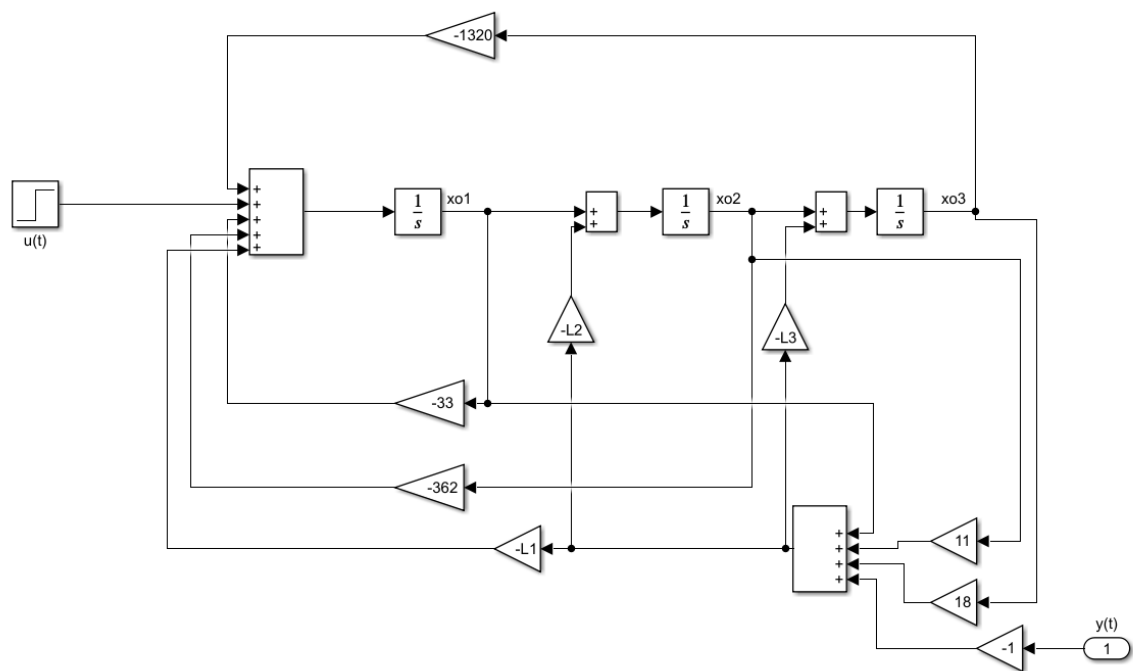 -1320
+
+
+
+
+
u(t)
1
s
xo1
+
+
1
s
xo2
+
+
1
s
xo3
-L2
-L3
-33
-362
-L1
+
+
+
+
11
18
-1
y(t)
1